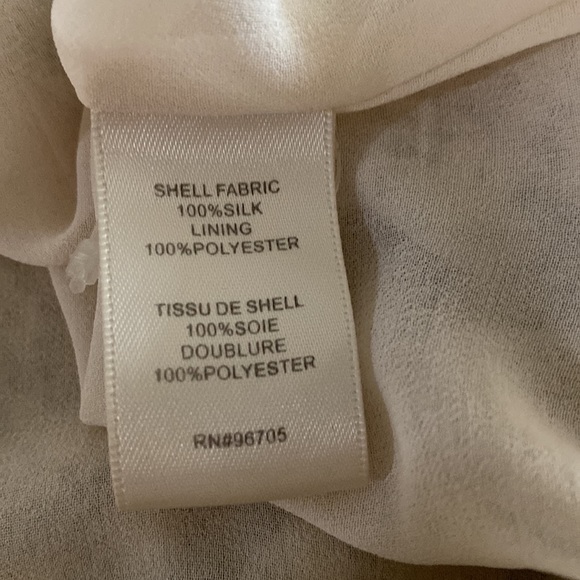 SHELL FABRIC
100%SILK
LINING
100%POLYESTER
TISSU DE SHELL
100%SOIE
DOUBLURE
100%POLYESTER
RN#96705